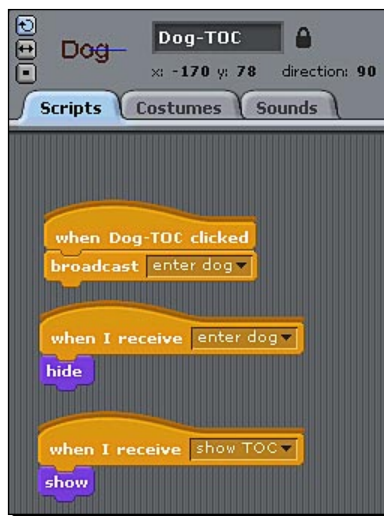 Dog
Dog-TOC
x: -170 y: 78 direction: 90
Scripts Costumes Sounds
when Dog-TOC clicked
broadcast enter dog
when I receive enter dog
hide
when I receive show TOC
show